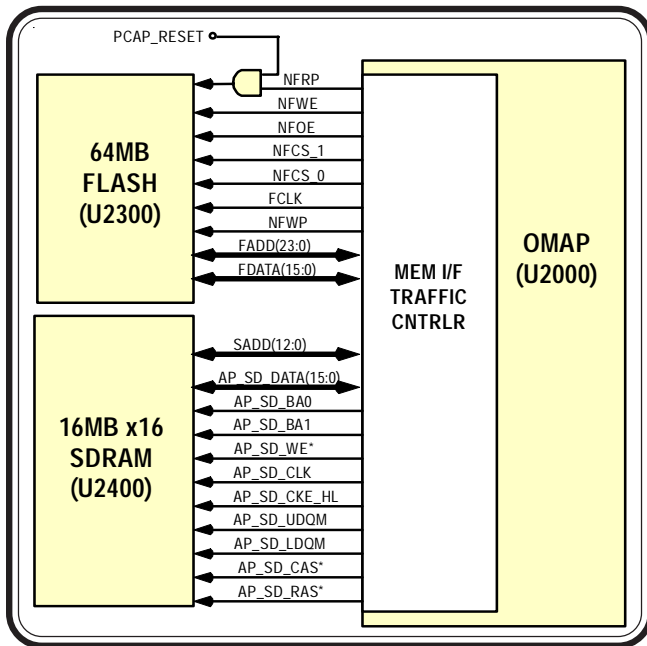 PCAP_RESET
NFRP
NFWE
NFOE
NFCS_1
NFCS_0
FCLK
NFWP
FADD(23:0)
FDATA(15:0)
64MB
FLASH
(U2300)
MEM I/F
TRAFFIC
CNTRLR
OMAP
(U2000)
SADD(12:0)
AP_SD_DATA(15:0)
AP_SD_BA0
AP_SD_BA1
AP_SD_WE*
AP_SD_CLK
AP_SD_CKE_HL
AP_SD_UDQM
AP_SD_LDQM
AP_SD_CAS*
AP_SD_RAS*
16MB x16
SDRAM
(U2400)